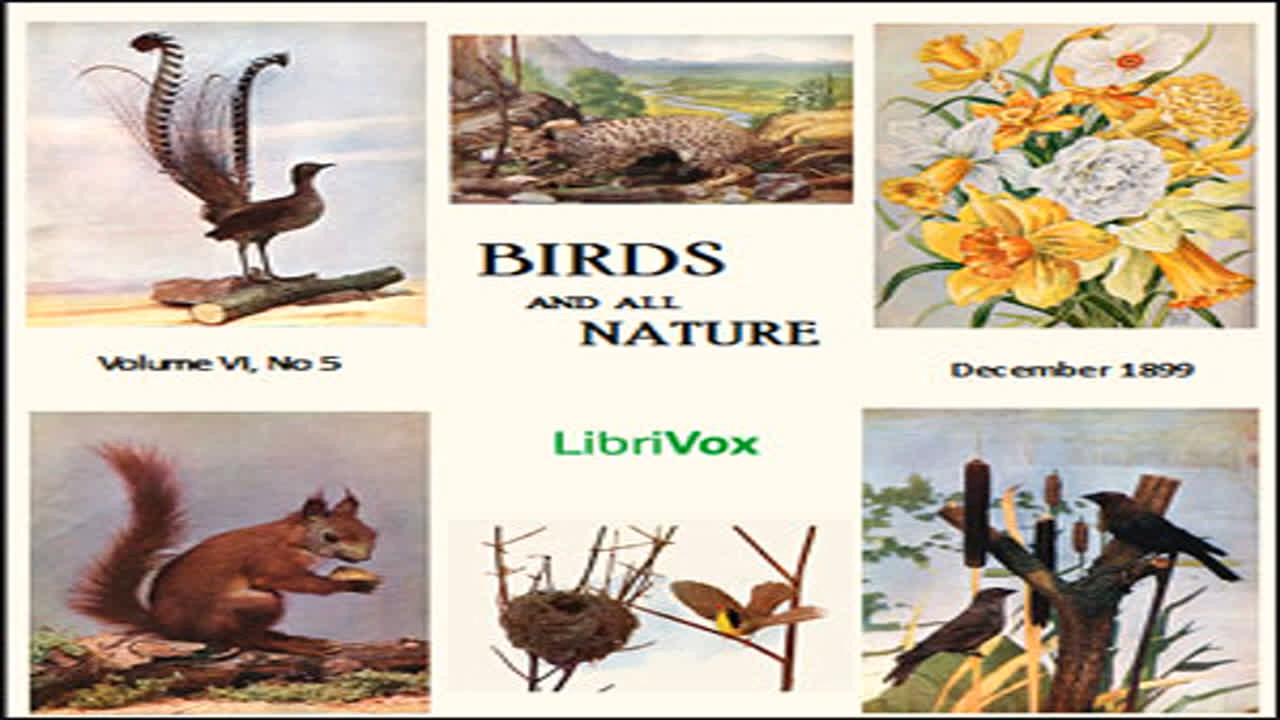 BIRDS
AND ALL
NATURE
Volume VI, No 5
December 1899
LibriVox